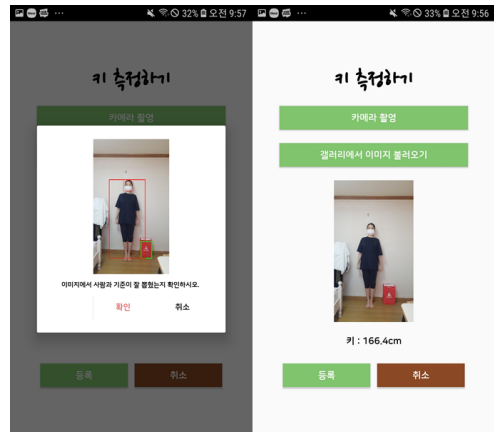 32% 오전 9:57
키 측정하기
카메라 촬영
이미지에서 사람과 기준이 잘 뽑혔는지 확인하시오.
확인 취소
등록 취소
33% 오전 9:56
키 측정하기
카메라 촬영
갤러리에서 이미지 불러오기
키 : 166.4cm
등록 취소